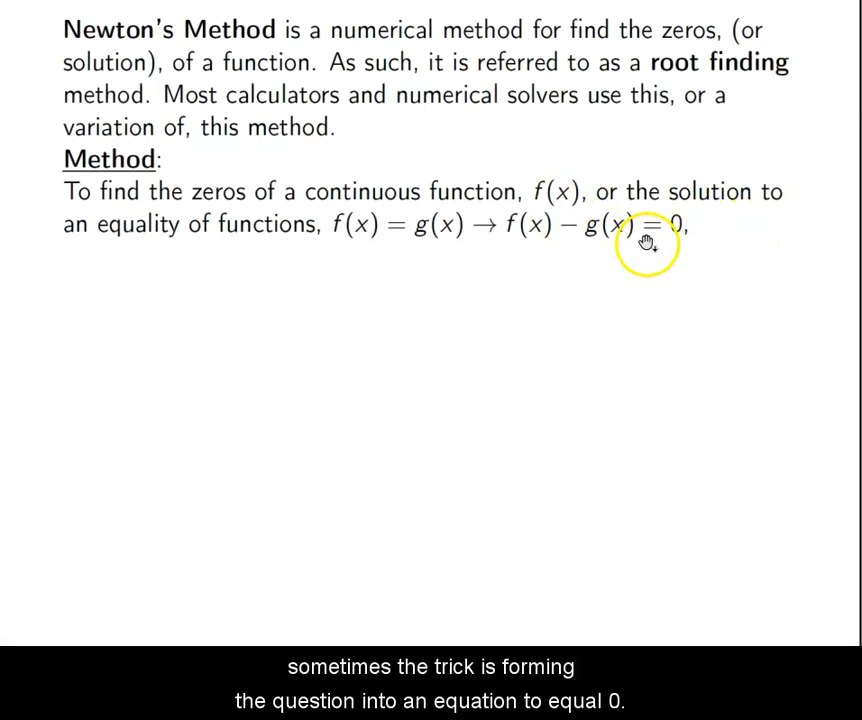 Newton's Method is a numerical method for find the zeros, (or
solution), of a function. As such, it is referred to as a root finding
method. Most calculators and numerical solvers use this, or a
variation of, this method.
Method:
To find the zeros of a continuous function, f(x), or the solution to
an equality of functions, f(x) = g(x) → f(x) − g(x) = 0,
sometimes the trick is forming
the question into an equation to equal 0.